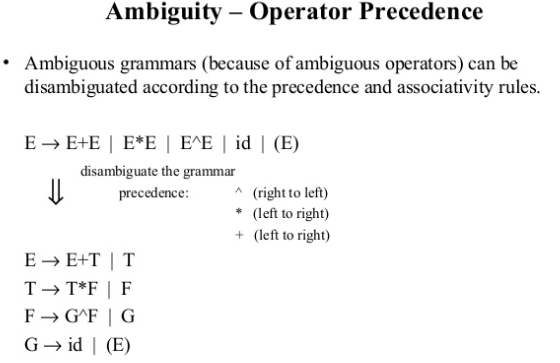 Ambiguity – Operator Precedence
• Ambiguous grammars (because of ambiguous operators) can be
disambiguated according to the precedence and associativity rules.
E → E+E | E*E | E^E | id | (E)
disambiguate the grammar
⇓ precedence: ^ (right to left)
* (left to right)
+ (left to right)
E → E+T | T
T → T*F | F
F → G^F | G
G → id | (E)